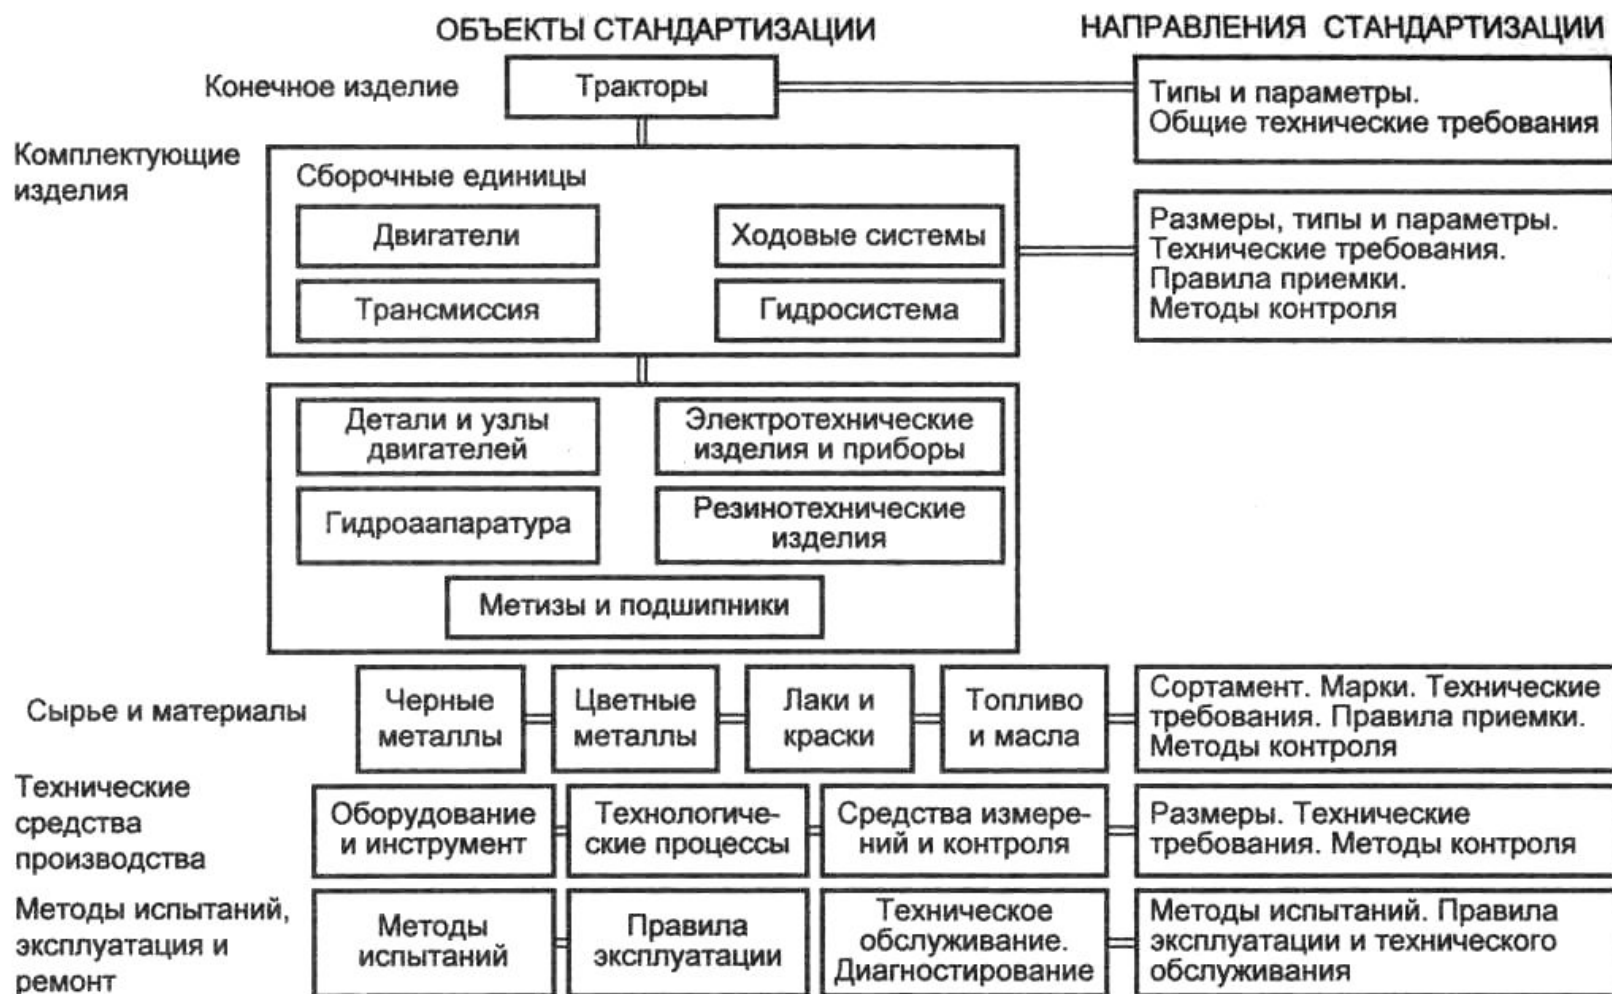 ОБЪЕКТЫ СТАНДАРТИЗАЦИИ
НАПРАВЛЕНИЯ СТАНДАРТИЗАЦИИ
Конечное изделие
Тракторы
Типы и параметры.
Общие технические требования
Комплектующие
изделия
Сборочные единицы
Двигатели
Ходовые системы
Трансмиссия
Гидросистема
Размеры, типы и параметры.
Технические требования.
Правила приемки.
Методы контроля
Детали и узлы
двигателей
Электротехнические
изделия и приборы
Гидроаапаратура
Резинотехнические
изделия
Метизы и подшипники
Сырье и материалы
Черные
металлы
Цветные
металлы
Лаки и
краски
Топливо
и масла
Сортамент. Марки. Технические
требования. Правила приемки.
Методы контроля
Технические
средства
производства
Оборудование
и инструмент
Технологиче-
ские процессы
Средства измере-
ний и контроля
Размеры. Технические
требования. Методы контроля
Методы испытаний,
эксплуатация и
ремонт
Методы
испытаний
Правила
эксплуатации
Техническое
обслуживание.
Диагностирование
Методы испытаний. Правила
эксплуатации и технического
обслуживания